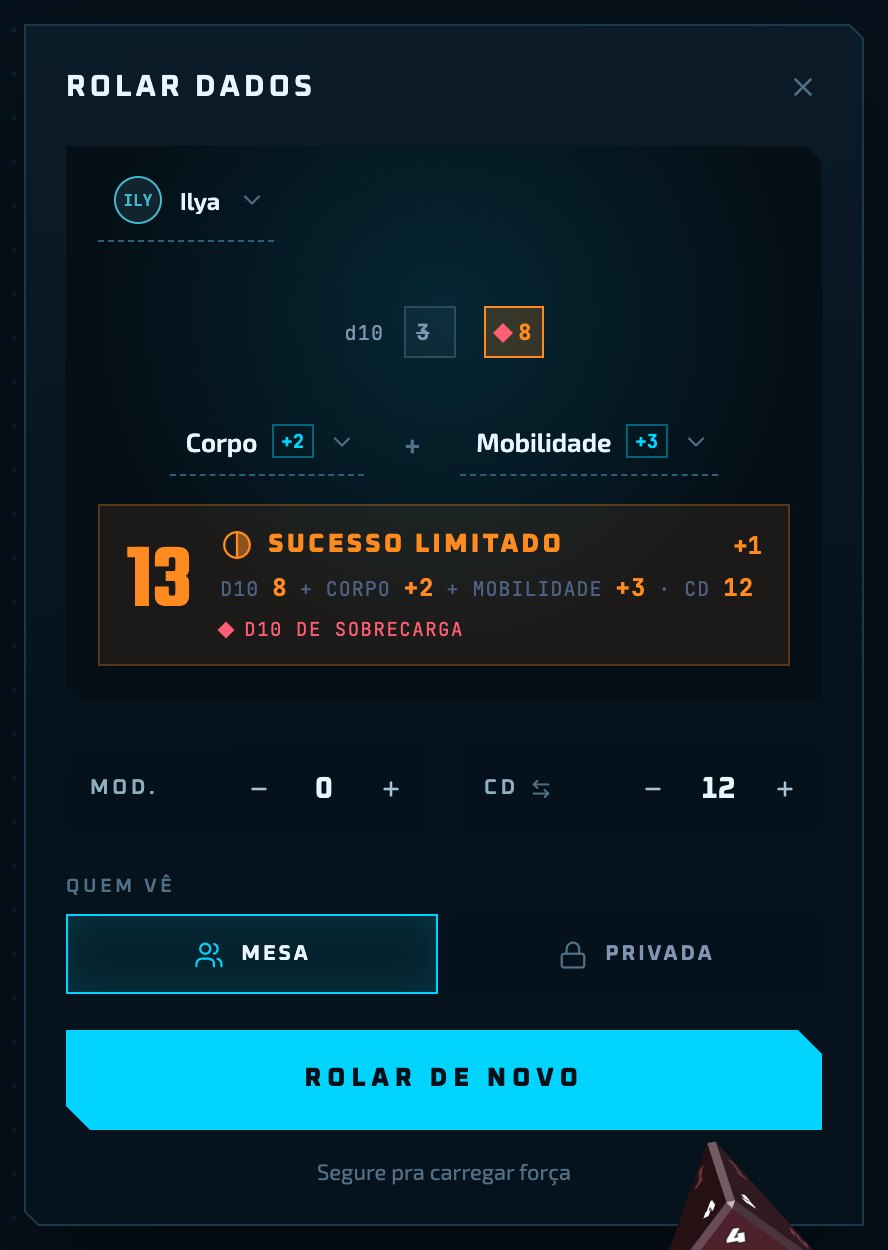 ROLAR DADOS
ILY Ilya
d10 3 8
Corpo +2 + Mobilidade +3
13 SUCESSO LIMITADO +1
D10 8 + CORPO +2 + MOBILIDADE +3 · CD 12
D10 DE SOBRECARGA
MOD. − 0 + CD − 12 +
QUEM VÊ
MESA PRIVADA
ROLAR DE NOVO
Segure pra carregar força
4